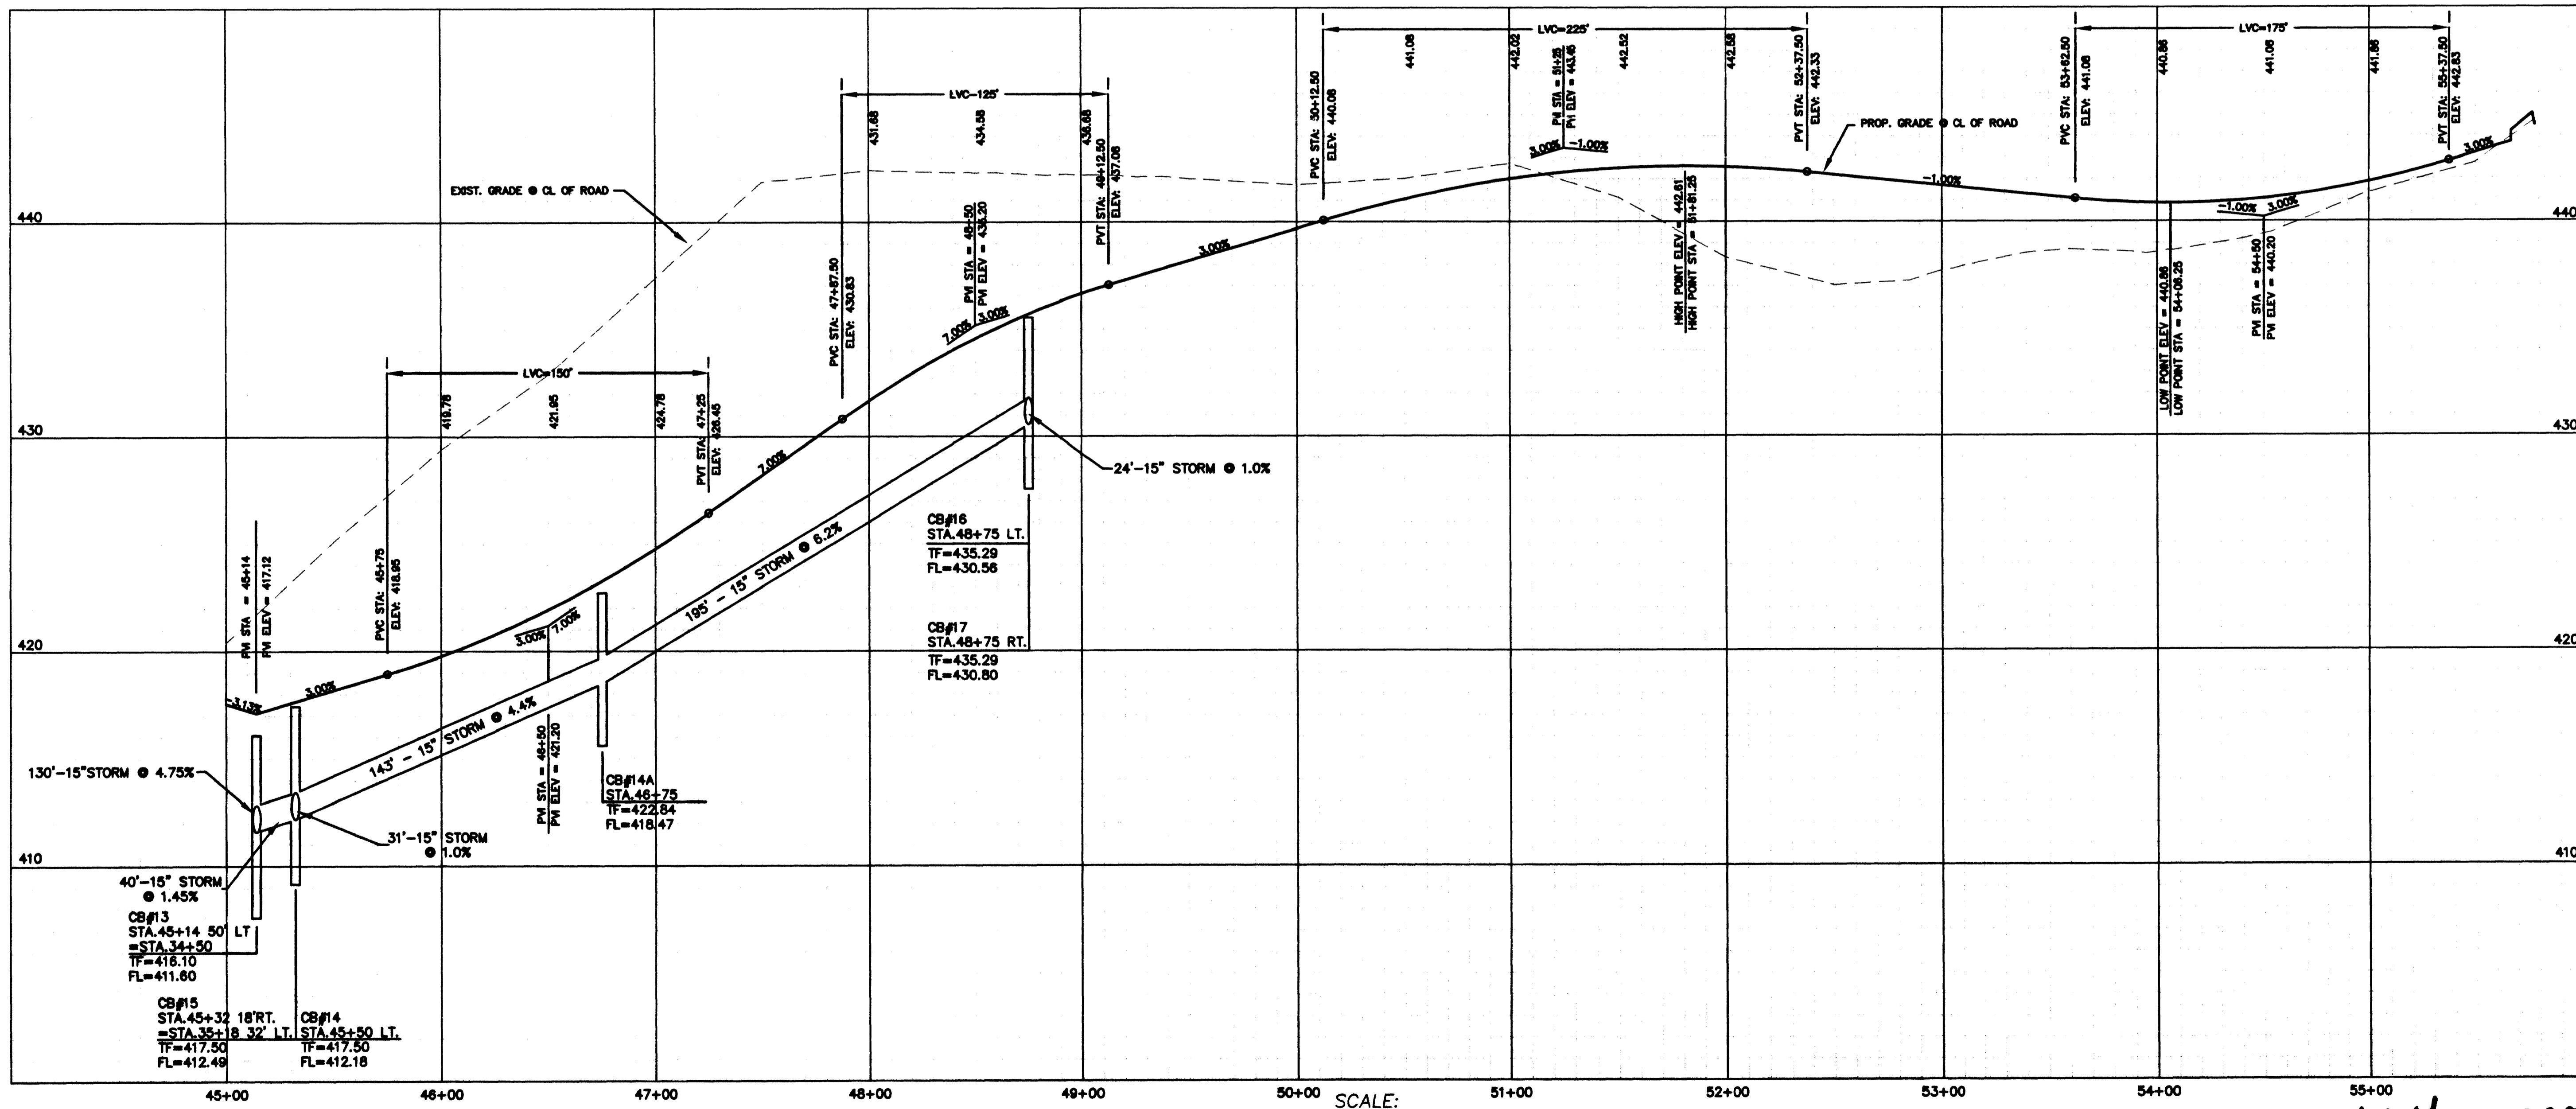 LVC=225'
LVC=175'
441.08
442.02
PVI STA = 51+25
PVI ELEV = 443.45
442.52
442.58
PVC STA: 50+12.50
ELEV: 440.08
PVT STA: 52+37.50
ELEV: 442.33
PVC STA: 53+62.50
ELEV: 441.08
440.86
441.06
441.86
PVT STA: 55+37.50
ELEV: 442.83
LVC-125'
431.68
434.58
436.68
PVT STA: 49+12.50
ELEV: 437.08
3.00% -1.00%
PROP. GRADE @ CL OF ROAD
3.00%
EXIST. GRADE @ CL OF ROAD
-1.00%
440
440
-1.00% 3.00%
PVI STA = 48+50
PVI ELEV = 435.20
7.00% 3.00%
3.00%
HIGH POINT ELEV = 442.61
HIGH POINT STA = 51+81.25
LOW POINT ELEV = 440.86
LOW POINT STA = 54+06.25
PVI STA = 54+50
PVI ELEV = 440.20
PVC STA: 47+87.50
ELEV: 430.83
LVC=150'
419.78
421.95
424.78
PVT STA: 47+25
ELEV: 426.45
430
430
7.00%
24'-15" STORM @ 1.0%
PVI STA = 45+14
PVI ELEV = 417.12
PVC STA: 45+75
ELEV: 418.95
195' - 15" STORM @ 6.2%
CB#16
STA.48+75 LT.
TF=435.29
FL=430.56
CB#17
STA.48+75 RT.
TF=435.29
FL=430.80
3.00% 7.00%
420
420
-3.13%
3.00%
143' - 15" STORM @ 4.4%
PVI STA = 46+50
PVI ELEV = 421.20
CB#14A
STA.46+75
TF=422.84
FL=418.47
130'-15"STORM @ 4.75%
31'-15" STORM
@ 1.0%
410
410
40'-15" STORM
@ 1.45%
CB#13
STA.45+14 50' LT
=STA.34+50
TF=416.10
FL=411.60
CB#15
STA.45+32 18'RT.
=STA.35+18 32' LT.
TF=417.50
FL=412.49
CB#14
STA.45+50 LT.
TF=417.50
FL=412.18
45+00
46+00
47+00
48+00
49+00
50+00
51+00
52+00
53+00
54+00
55+00
SCALE: